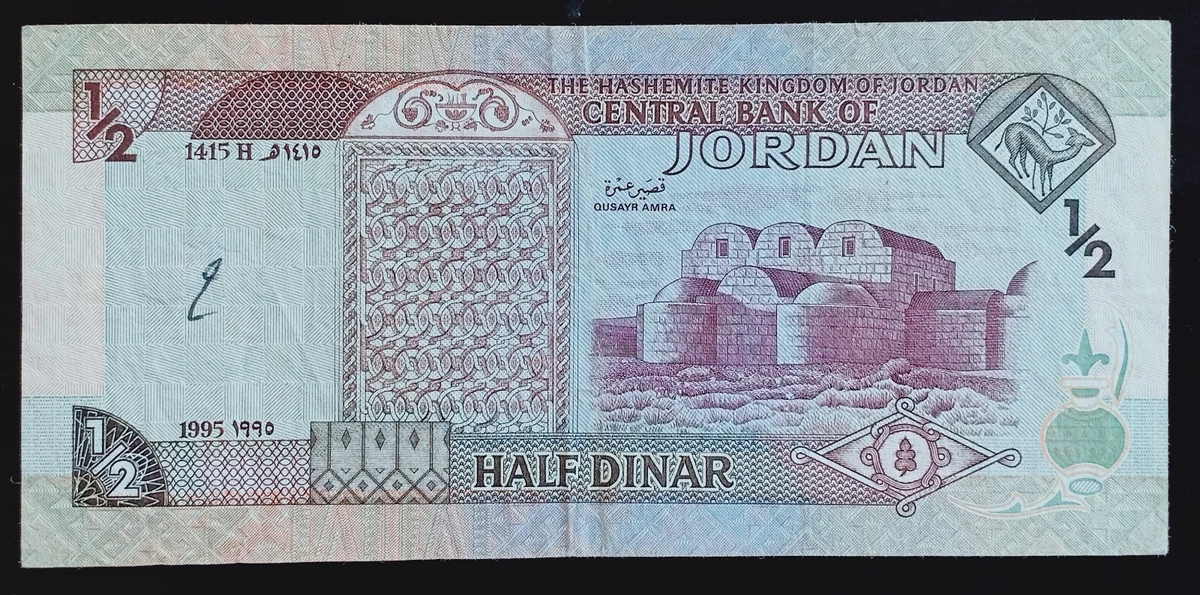 1/2
THE HASHEMITE KINGDOM OF JORDAN
CENTRAL BANK OF
JORDAN
1415 H ١٤١٥هـ
قصير عمرة
QUSAYR AMRA
1/2
1995 ١٩٩٥
1/2
HALF DINAR